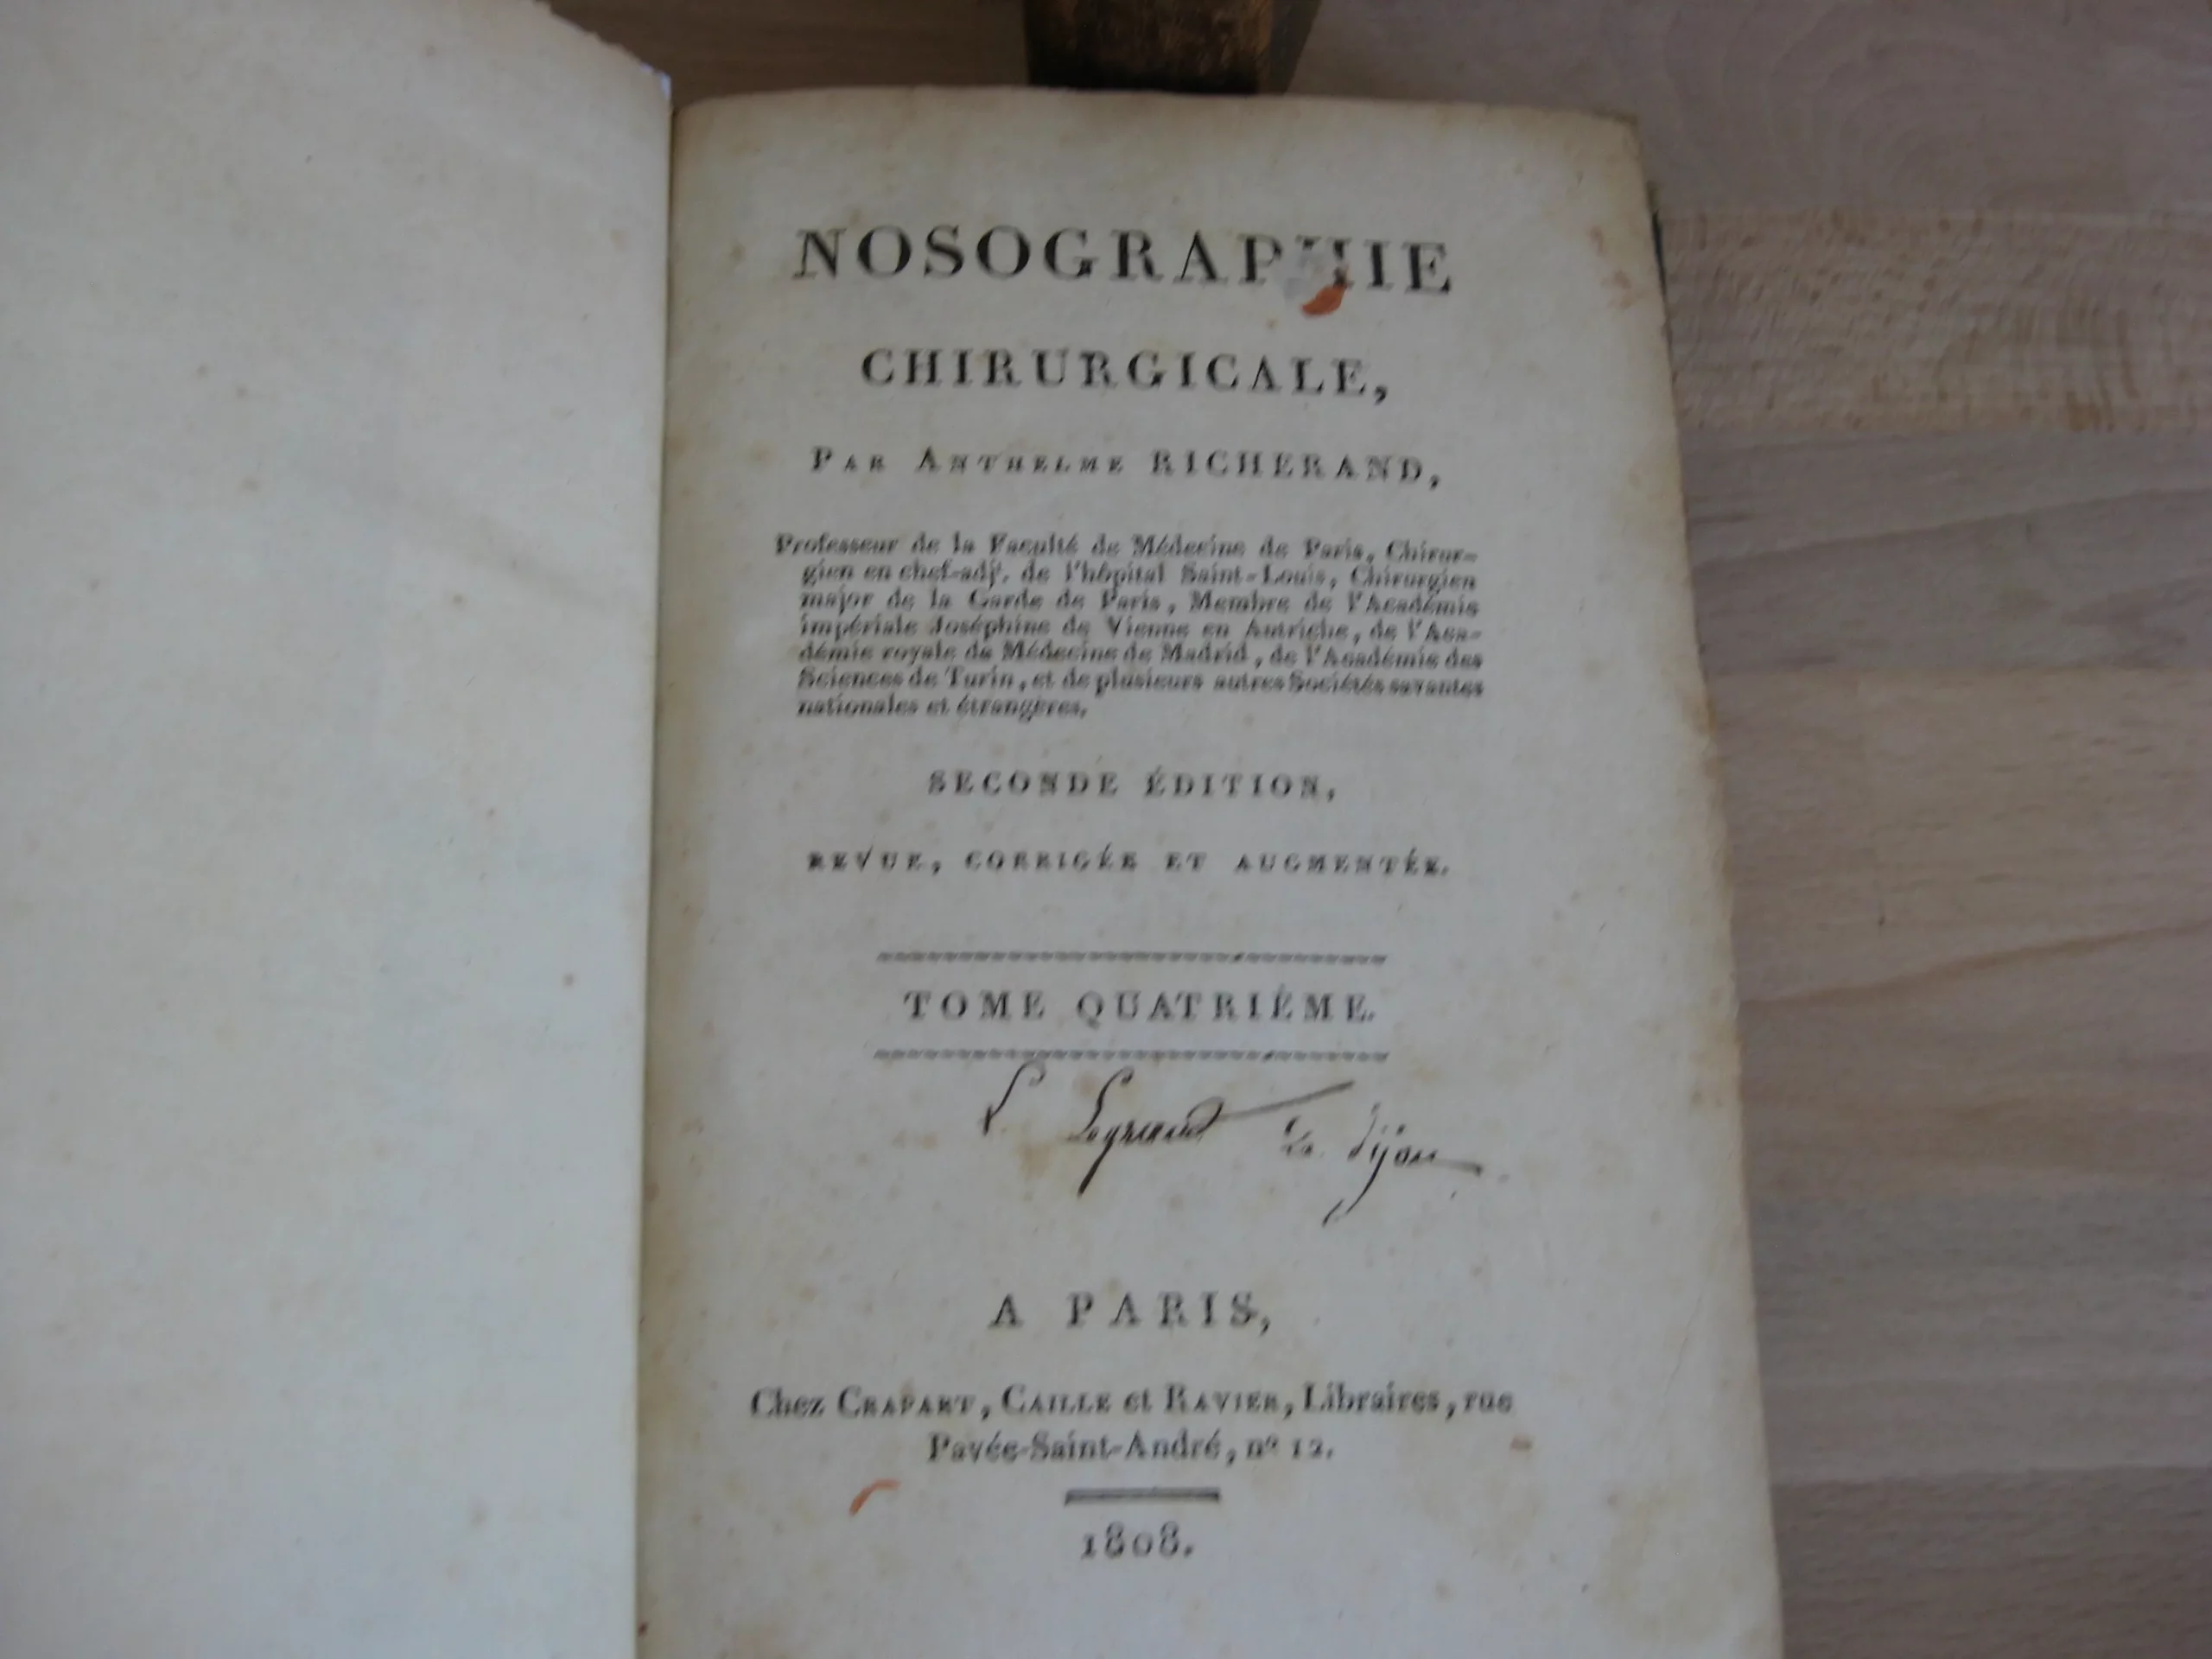 NOSOGRAPHIE
CHIRURGICALE,
PAR ANTHELME RICHERAND,
Professeur de la Faculté de Médecine de Paris, Chirur-
gien en chef-adj. de l'hôpital Saint-Louis, Chirurgien
major de la Garde de Paris, Membre de l'Académie
impériale Joséphine de Vienne en Autriche, de l'Aca-
démie royale de Médecine de Madrid, de l'Académie des
Sciences de Turin, et de plusieurs autres Sociétés savantes
nationales et étrangères.
SECONDE ÉDITION,
REVUE, CORRIGÉE ET AUGMENTÉE.
TOME QUATRIÈME.
Legrand de dijon
A PARIS,
Chez CRAPART, CAILLE et RAVIER, Libraires, rue
Pavée-Saint-André, nº 12.
1808.